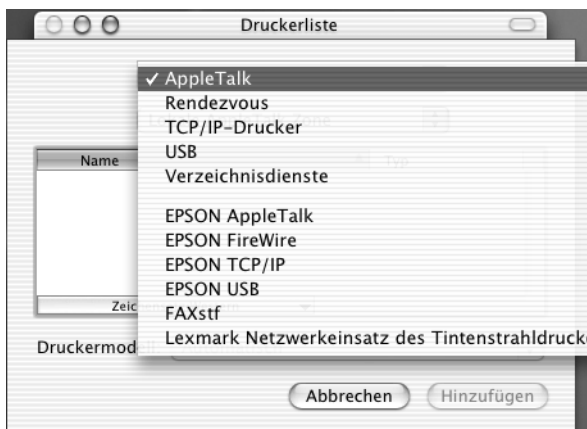 Druckerliste
✓ AppleTalk
Rendezvous
TCP/IP-Drucker
USB
Verzeichnisdienste
EPSON AppleTalk
EPSON FireWire
EPSON TCP/IP
EPSON USB
FAXstf
Lexmark Netzwerkeinsatz des Tintenstrahldrucke
Name
Typ
Zeic
Druckermod
Abbrechen
Hinzufügen